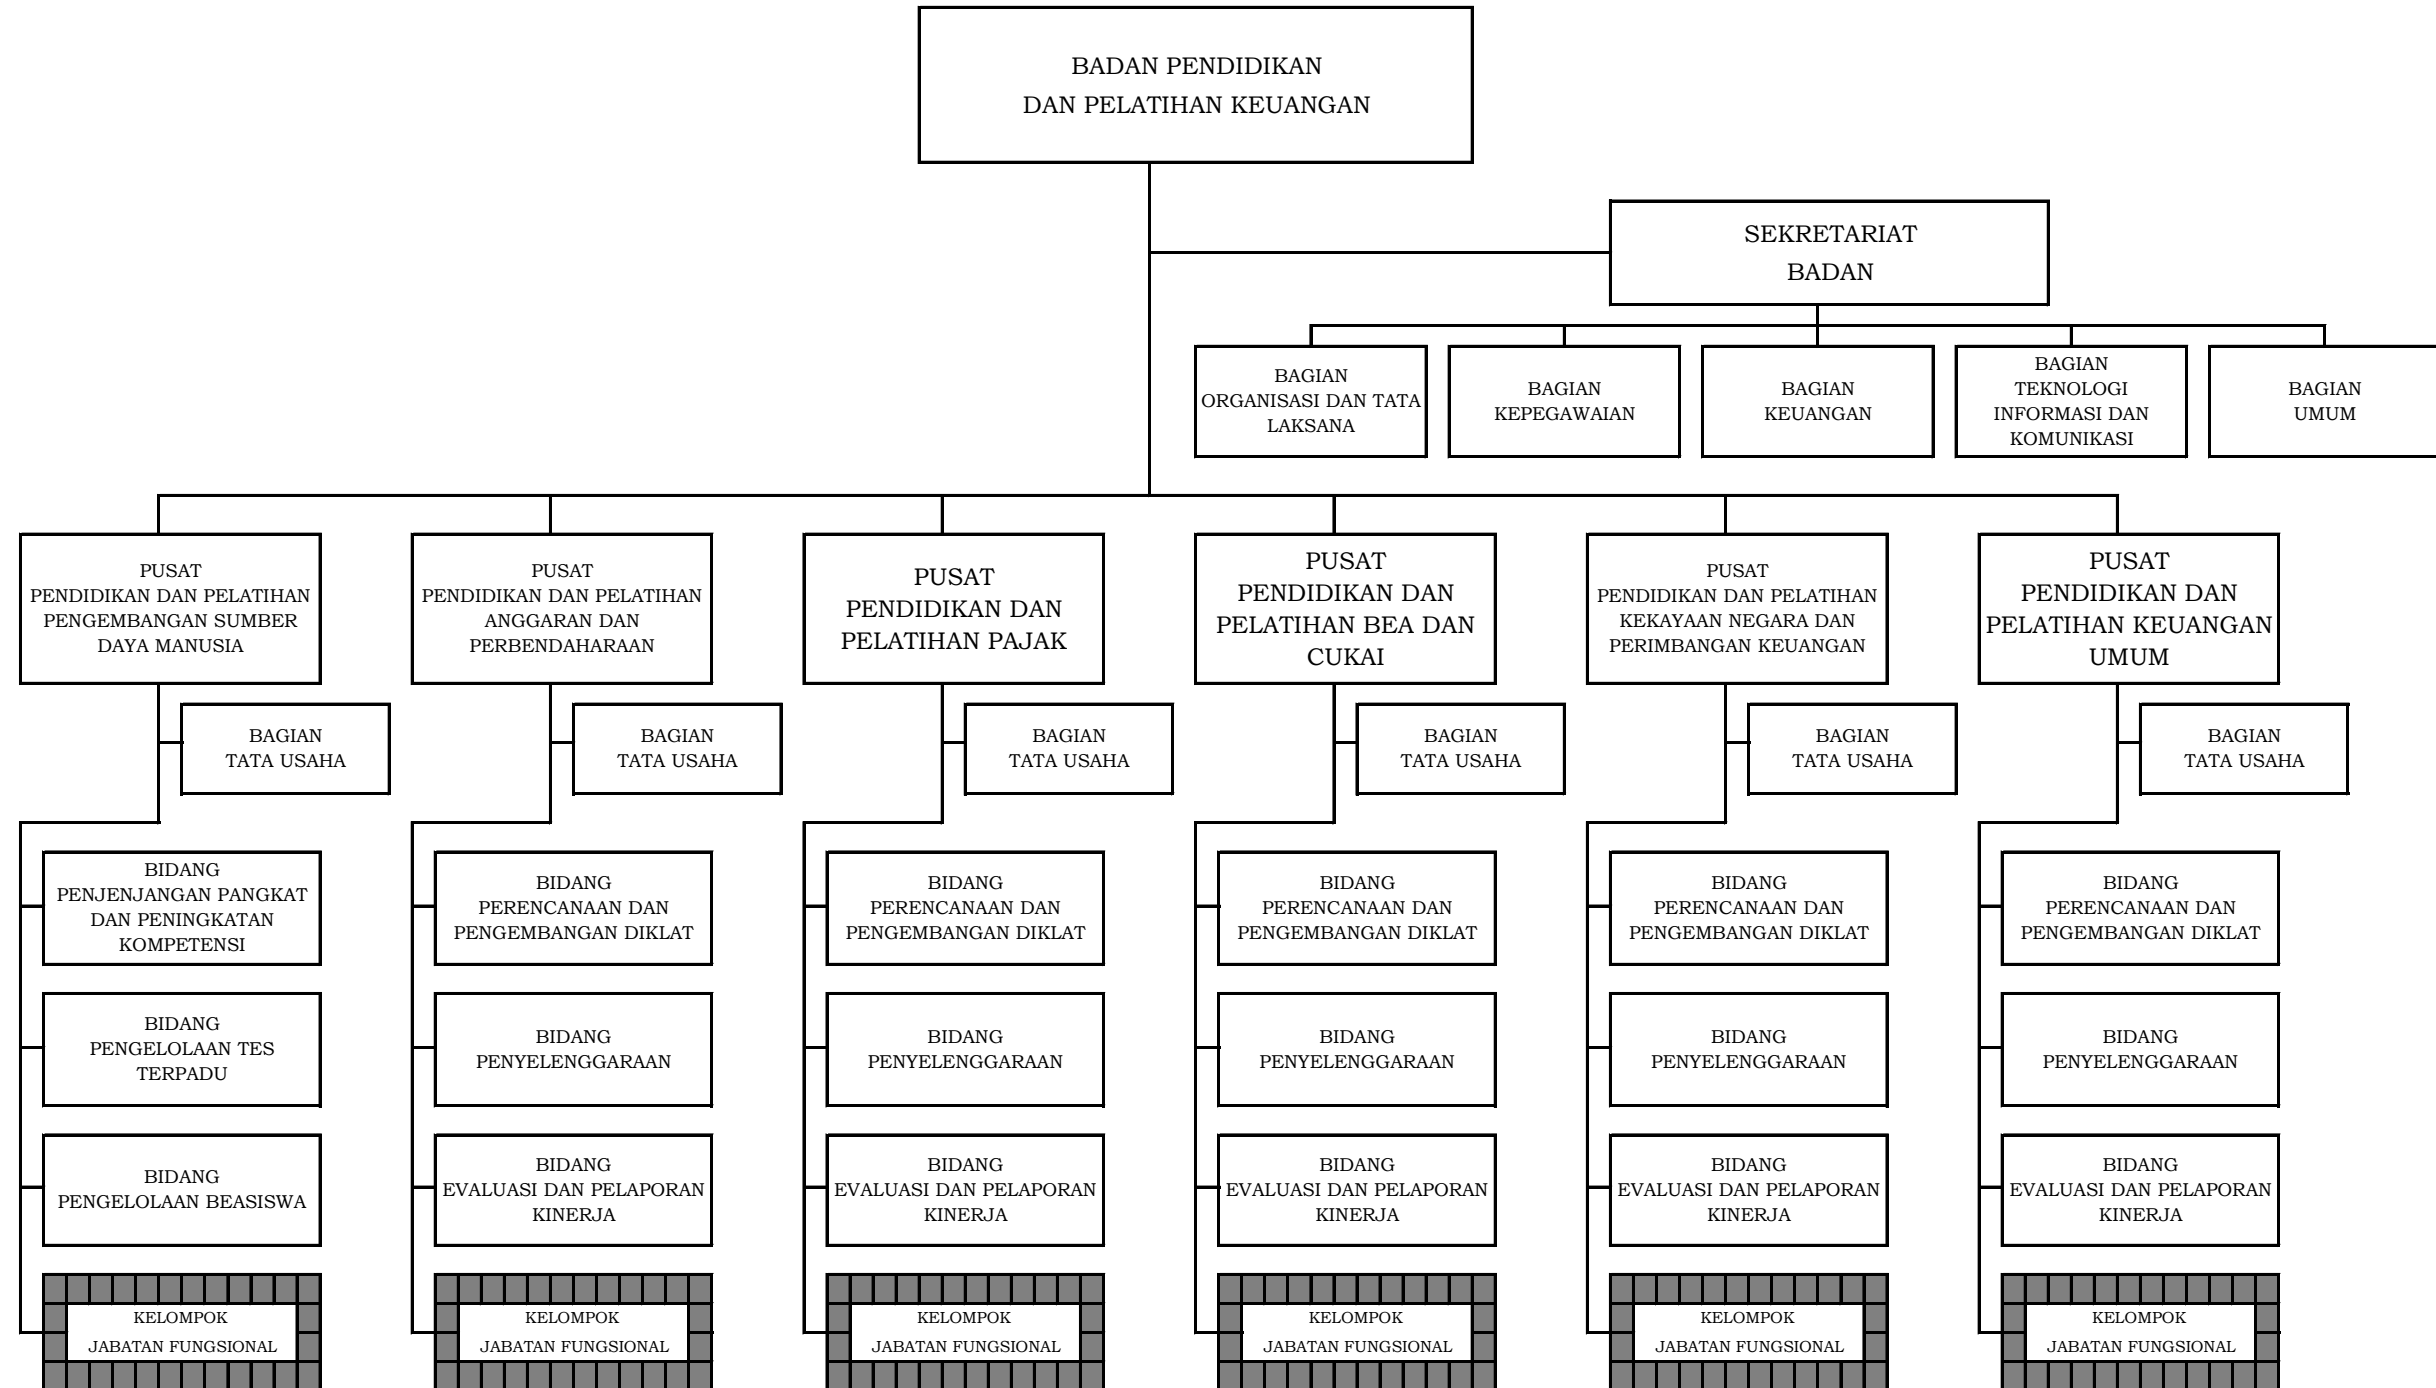 BADAN PENDIDIKAN
DAN PELATIHAN KEUANGAN
SEKRETARIAT
BADAN
BAGIAN
ORGANISASI DAN TATA
LAKSANA
BAGIAN
KEPEGAWAIAN
BAGIAN
KEUANGAN
BAGIAN
TEKNOLOGI
INFORMASI DAN
KOMUNIKASI
BAGIAN
UMUM
PUSAT
PENDIDIKAN DAN PELATIHAN
PENGEMBANGAN SUMBER
DAYA MANUSIA
PUSAT
PENDIDIKAN DAN PELATIHAN
ANGGARAN DAN
PERBENDAHARAAN
PUSAT
PENDIDIKAN DAN
PELATIHAN PAJAK
PUSAT
PENDIDIKAN DAN
PELATIHAN BEA DAN
CUKAI
PUSAT
PENDIDIKAN DAN PELATIHAN
KEKAYAAN NEGARA DAN
PERIMBANGAN KEUANGAN
PUSAT
PENDIDIKAN DAN
PELATIHAN KEUANGAN
UMUM
BAGIAN
TATA USAHA
BAGIAN
TATA USAHA
BAGIAN
TATA USAHA
BAGIAN
TATA USAHA
BAGIAN
TATA USAHA
BAGIAN
TATA USAHA
BIDANG
PENJENJANGAN PANGKAT
DAN PENINGKATAN
KOMPETENSI
BIDANG
PERENCANAAN DAN
PENGEMBANGAN DIKLAT
BIDANG
PERENCANAAN DAN
PENGEMBANGAN DIKLAT
BIDANG
PERENCANAAN DAN
PENGEMBANGAN DIKLAT
BIDANG
PERENCANAAN DAN
PENGEMBANGAN DIKLAT
BIDANG
PERENCANAAN DAN
PENGEMBANGAN DIKLAT
BIDANG
PENGELOLAAN TES
TERPADU
BIDANG
PENYELENGGARAAN
BIDANG
PENYELENGGARAAN
BIDANG
PENYELENGGARAAN
BIDANG
PENYELENGGARAAN
BIDANG
PENYELENGGARAAN
BIDANG
PENGELOLAAN BEASISWA
BIDANG
EVALUASI DAN PELAPORAN
KINERJA
BIDANG
EVALUASI DAN PELAPORAN
KINERJA
BIDANG
EVALUASI DAN PELAPORAN
KINERJA
BIDANG
EVALUASI DAN PELAPORAN
KINERJA
BIDANG
EVALUASI DAN PELAPORAN
KINERJA
KELOMPOK
JABATAN FUNGSIONAL
KELOMPOK
JABATAN FUNGSIONAL
KELOMPOK
JABATAN FUNGSIONAL
KELOMPOK
JABATAN FUNGSIONAL
KELOMPOK
JABATAN FUNGSIONAL
KELOMPOK
JABATAN FUNGSIONAL